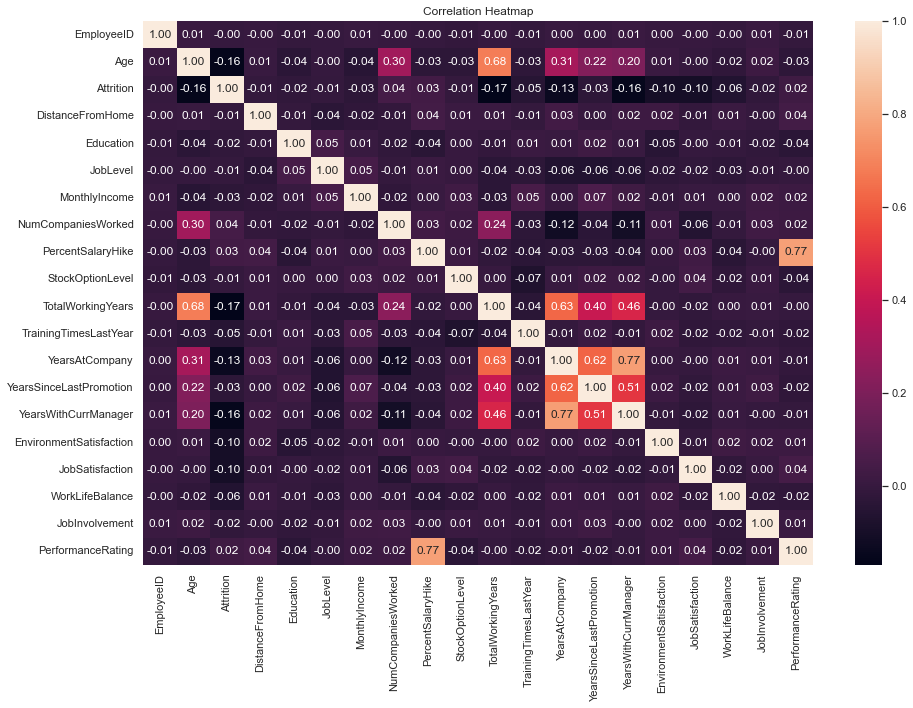 Correlation Heatmap
EmployeeID 1.00 0.01 -0.00 -0.00 -0.01 -0.00 0.01 -0.00 -0.00 -0.01 -0.00 -0.01 0.00 0.00 0.01 0.00 -0.00 -0.00 0.01 -0.01
Age 0.01 1.00 -0.16 0.01 -0.04 -0.00 -0.04 0.30 -0.03 -0.03 0.68 -0.03 0.31 0.22 0.20 0.01 -0.00 -0.02 0.02 -0.03
Attrition -0.00 -0.16 1.00 -0.01 -0.02 -0.01 -0.03 0.04 0.03 -0.01 -0.17 -0.05 -0.13 -0.03 -0.16 -0.10 -0.10 -0.06 -0.02 0.02
DistanceFromHome -0.00 0.01 -0.01 1.00 -0.01 -0.04 -0.02 -0.01 0.04 0.01 0.01 -0.01 0.03 0.00 0.02 0.02 -0.01 0.01 -0.00 0.04
Education -0.01 -0.04 -0.02 -0.01 1.00 0.05 0.01 -0.02 -0.04 0.00 -0.01 0.01 0.01 0.02 0.01 -0.05 -0.00 -0.01 -0.02 -0.04
JobLevel -0.00 -0.00 -0.01 -0.04 0.05 1.00 0.05 -0.01 0.01 0.00 -0.04 -0.03 -0.06 -0.06 -0.06 -0.02 -0.02 -0.03 -0.01 -0.00
MonthlyIncome 0.01 -0.04 -0.03 -0.02 0.01 0.05 1.00 -0.02 0.00 0.03 -0.03 0.05 0.00 0.07 0.02 -0.01 0.01 0.00 0.02 0.02
NumCompaniesWorked -0.00 0.30 0.04 -0.01 -0.02 -0.01 -0.02 1.00 0.03 0.02 0.24 -0.03 -0.12 -0.04 -0.11 0.01 -0.06 -0.01 0.03 0.02
PercentSalaryHike -0.00 -0.03 0.03 0.04 -0.04 0.01 0.00 0.03 1.00 0.01 -0.02 -0.04 -0.03 -0.03 -0.04 0.00 0.03 -0.04 -0.00 0.77
StockOptionLevel -0.01 -0.03 -0.01 0.01 0.00 0.00 0.03 0.02 0.01 1.00 0.00 -0.07 0.01 0.02 0.02 -0.00 0.04 -0.02 0.01 -0.04
TotalWorkingYears -0.00 0.68 -0.17 0.01 -0.01 -0.04 -0.03 0.24 -0.02 0.00 1.00 -0.04 0.63 0.40 0.46 -0.00 -0.02 0.00 0.01 -0.00
TrainingTimesLastYear -0.01 -0.03 -0.05 -0.01 0.01 -0.03 0.05 -0.03 -0.04 -0.07 -0.04 1.00 -0.01 0.02 -0.01 0.02 -0.02 -0.02 -0.01 -0.02
YearsAtCompany 0.00 0.31 -0.13 0.03 0.01 -0.06 0.00 -0.12 -0.03 0.01 0.63 -0.01 1.00 0.62 0.77 0.00 -0.00 0.01 0.01 -0.01
YearsSinceLastPromotion 0.00 0.22 -0.03 0.00 0.02 -0.06 0.07 -0.04 -0.03 0.02 0.40 0.02 0.62 1.00 0.51 0.02 -0.02 0.01 0.03 -0.02
YearsWithCurrManager 0.01 0.20 -0.16 0.02 0.01 -0.06 0.02 -0.11 -0.04 0.02 0.46 -0.01 0.77 0.51 1.00 -0.01 -0.02 0.01 -0.00 -0.01
EnvironmentSatisfaction 0.00 0.01 -0.10 0.02 -0.05 -0.02 -0.01 0.01 0.00 -0.00 -0.00 0.02 0.00 0.02 -0.01 1.00 -0.01 0.02 0.02 0.01
JobSatisfaction -0.00 -0.00 -0.10 -0.01 -0.00 -0.02 0.01 -0.06 0.03 0.04 -0.02 -0.02 -0.00 -0.02 -0.02 -0.01 1.00 -0.02 0.00 0.04
WorkLifeBalance -0.00 -0.02 -0.06 0.01 -0.01 -0.03 0.00 -0.01 -0.04 -0.02 0.00 -0.02 0.01 0.01 0.01 0.02 -0.02 1.00 -0.02 -0.02
JobInvolvement 0.01 0.02 -0.02 -0.00 -0.02 -0.01 0.02 0.03 -0.00 0.01 0.01 -0.01 0.01 0.03 -0.00 0.02 0.00 -0.02 1.00 0.01
PerformanceRating -0.01 -0.03 0.02 0.04 -0.04 -0.00 0.02 0.02 0.77 -0.04 -0.00 -0.02 -0.01 -0.02 -0.01 0.01 0.04 -0.02 0.01 1.00
EmployeeID
Age
Attrition
DistanceFromHome
Education
JobLevel
MonthlyIncome
NumCompaniesWorked
PercentSalaryHike
StockOptionLevel
TotalWorkingYears
TrainingTimesLastYear
YearsAtCompany
YearsSinceLastPromotion
YearsWithCurrManager
EnvironmentSatisfaction
JobSatisfaction
WorkLifeBalance
JobInvolvement
PerformanceRating
1.0
0.8
0.6
0.4
0.2
0.0